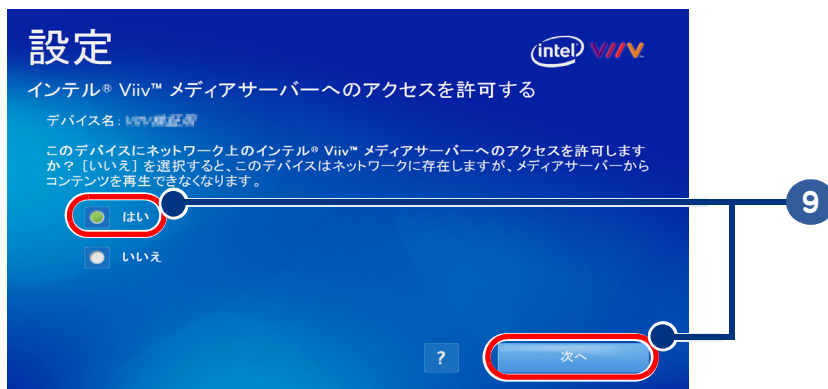 設定
intel VIIV
インテル® Viiv™ メディアサーバーへのアクセスを許可する
デバイス名:
このデバイスにネットワーク上のインテル® Viiv™ メディアサーバーへのアクセスを許可します
か? [いいえ] を選択すると、このデバイスはネットワークに存在しますが、メディアサーバーから
コンテンツを再生できなくなります。
はい
9
いいえ
?
次へ